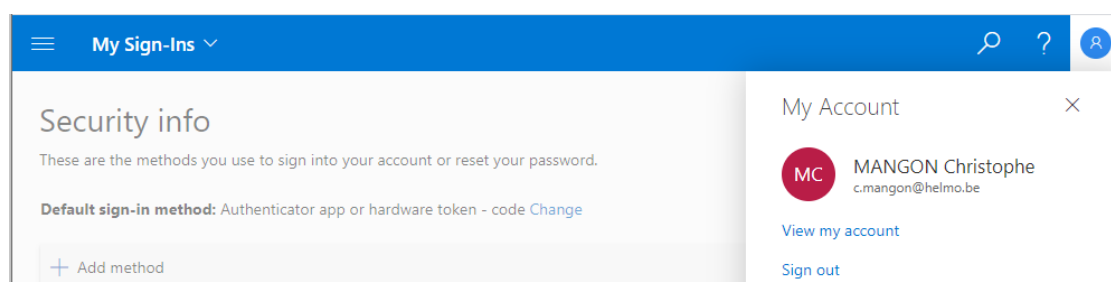 My Sign-Ins
?
Security info
These are the methods you use to sign into your account or reset your password.
Default sign-in method: Authenticator app or hardware token - code Change
+ Add method
My Account
MC
MANGON Christophe
c.mangon@helmo.be
View my account
Sign out